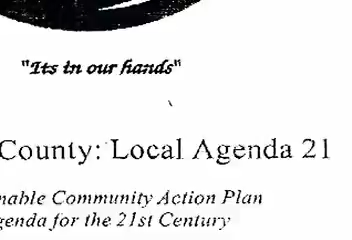 "Its in our hands"
County: Local Agenda 21
nable Community Action Plan
genda for the 21st Century